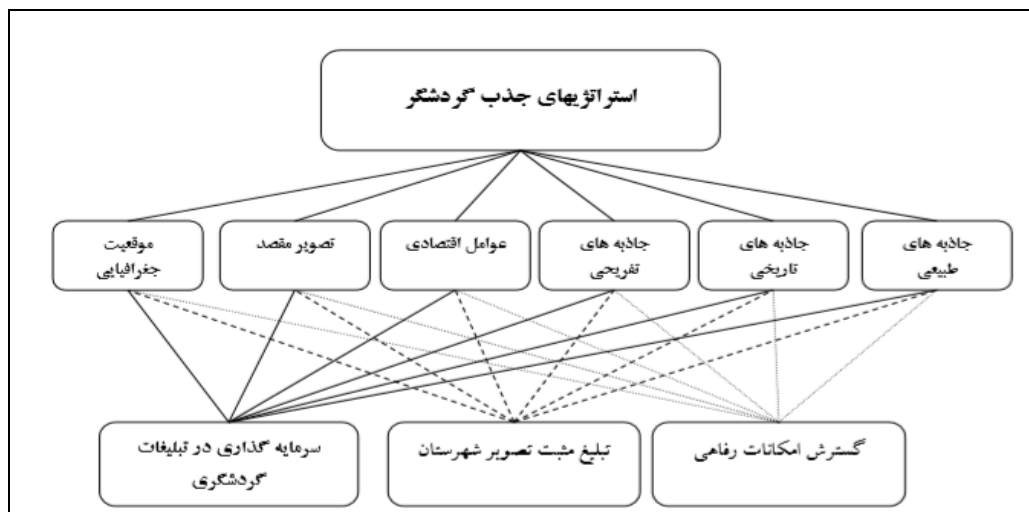 استراتژیهای جذب گردشگر
جاذبه های
طبیعی
جاذبه های
تاریخی
جاذبه های
تفریحی
عوامل اقتصادی
تصویر مقصد
موقعیت
جغرافیایی
گسترش امکانات رفاهی
تبلیغ مثبت تصویر شهرستان
سرمایه گذاری در تبلیغات
گردشگری